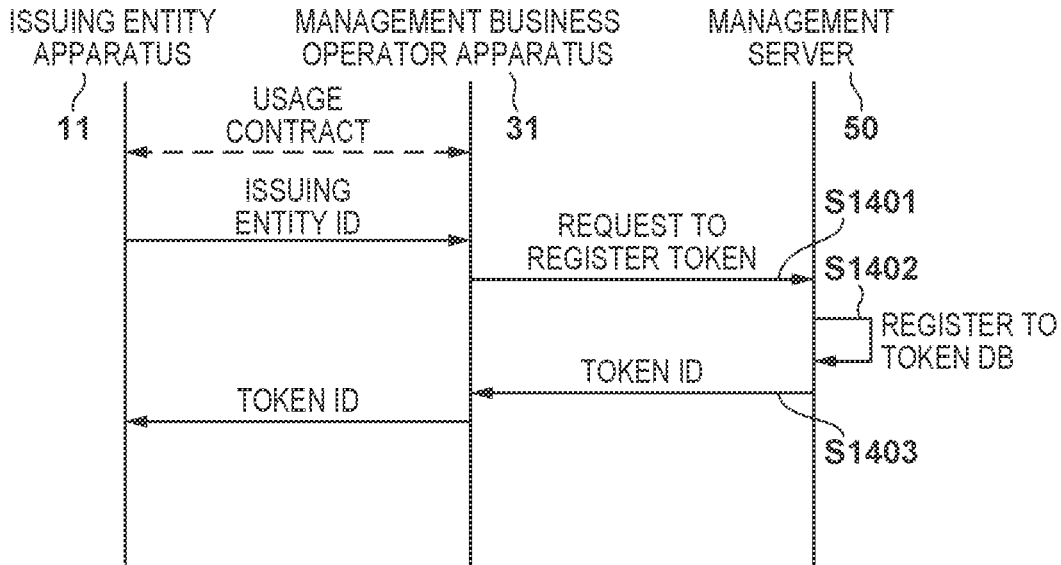 ISSUING ENTITY
APPARATUS
11
MANAGEMENT BUSINESS
OPERATOR APPARATUS
31
MANAGEMENT
SERVER
50
USAGE
CONTRACT
ISSUING
ENTITY ID
REQUEST TO
REGISTER TOKEN
S1401
S1402
REGISTER TO
TOKEN DB
TOKEN ID
TOKEN ID
S1403